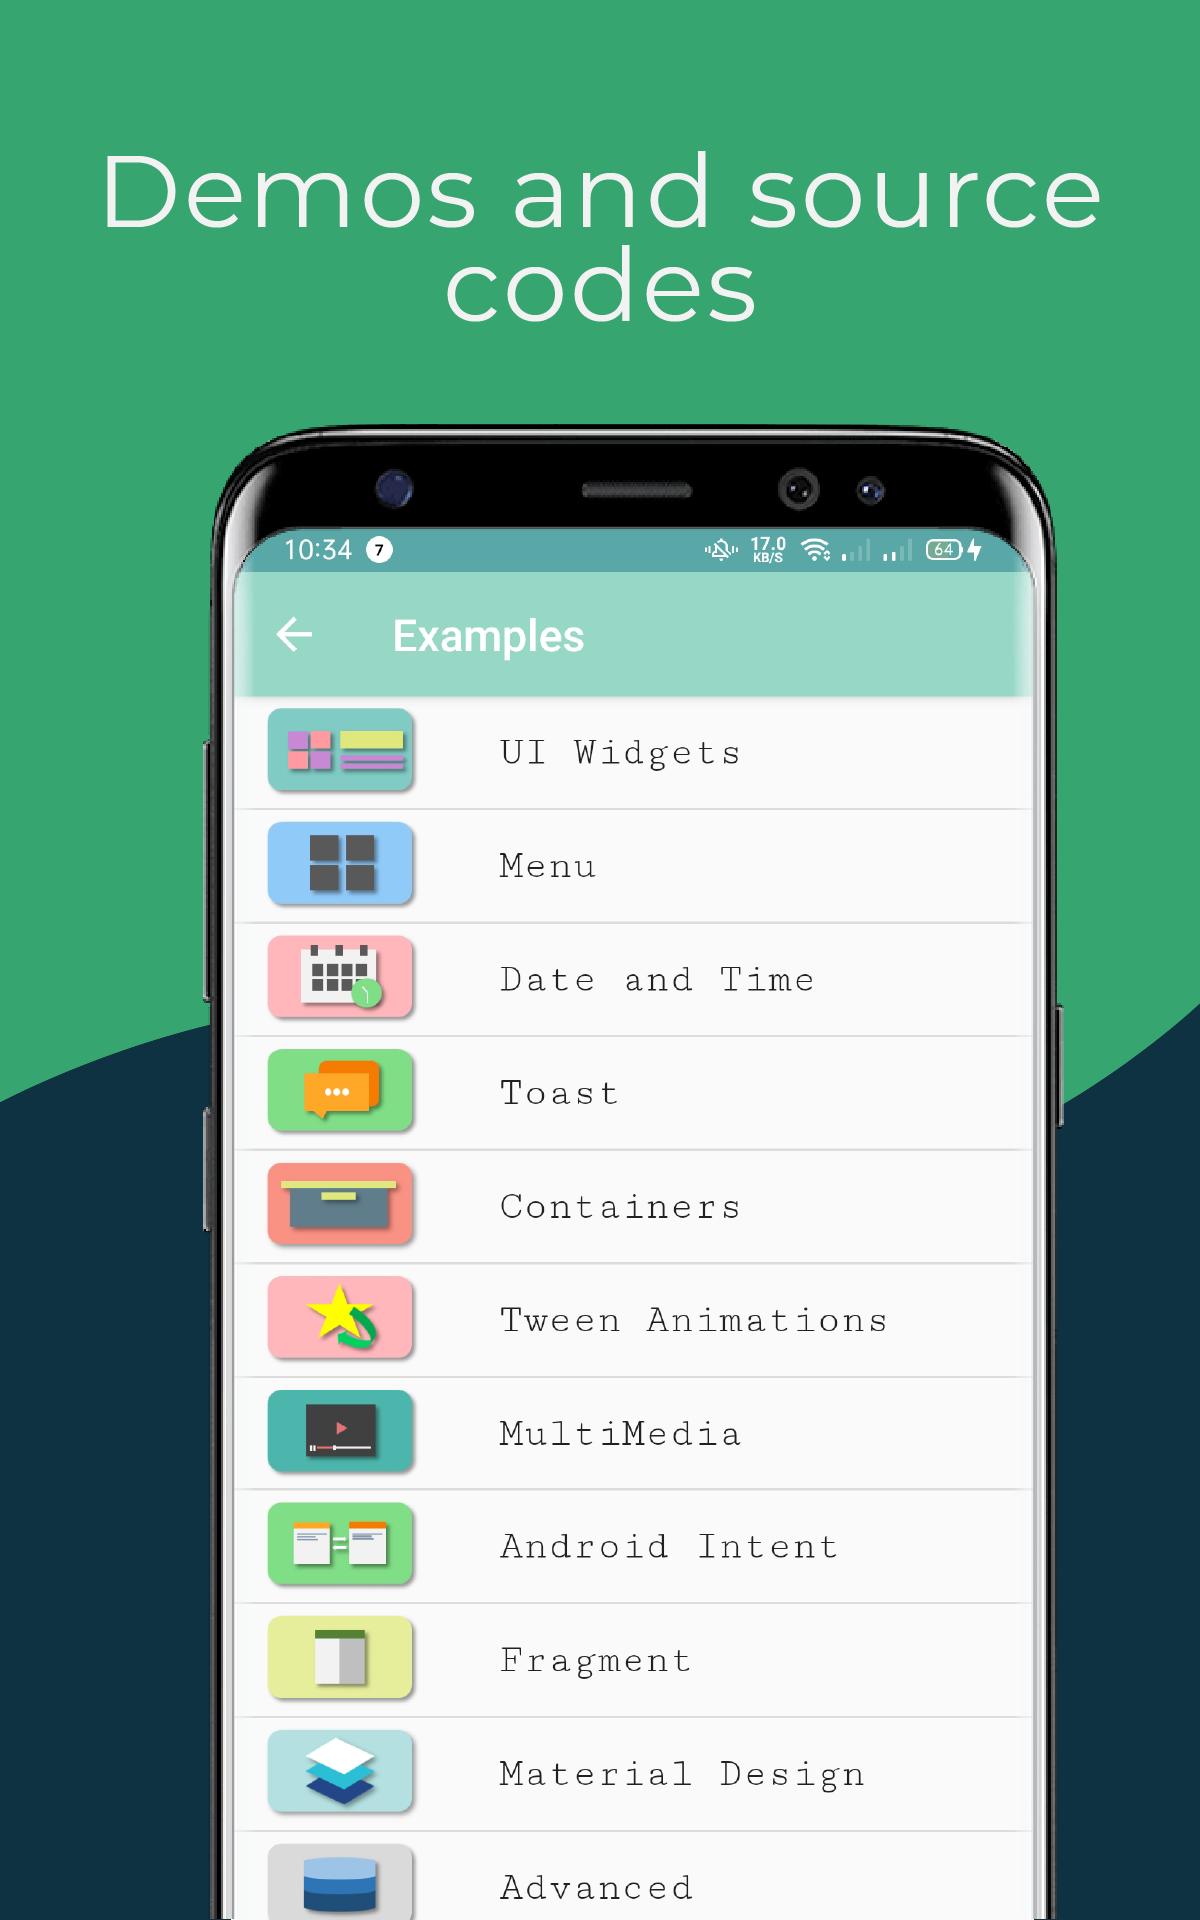 Demos and source
codes
10:34 7 17.0 KB/S 64
Examples
UI Widgets
Menu
Date and Time
Toast
Containers
Tween Animations
MultiMedia
Android Intent
Fragment
Material Design
Advanced